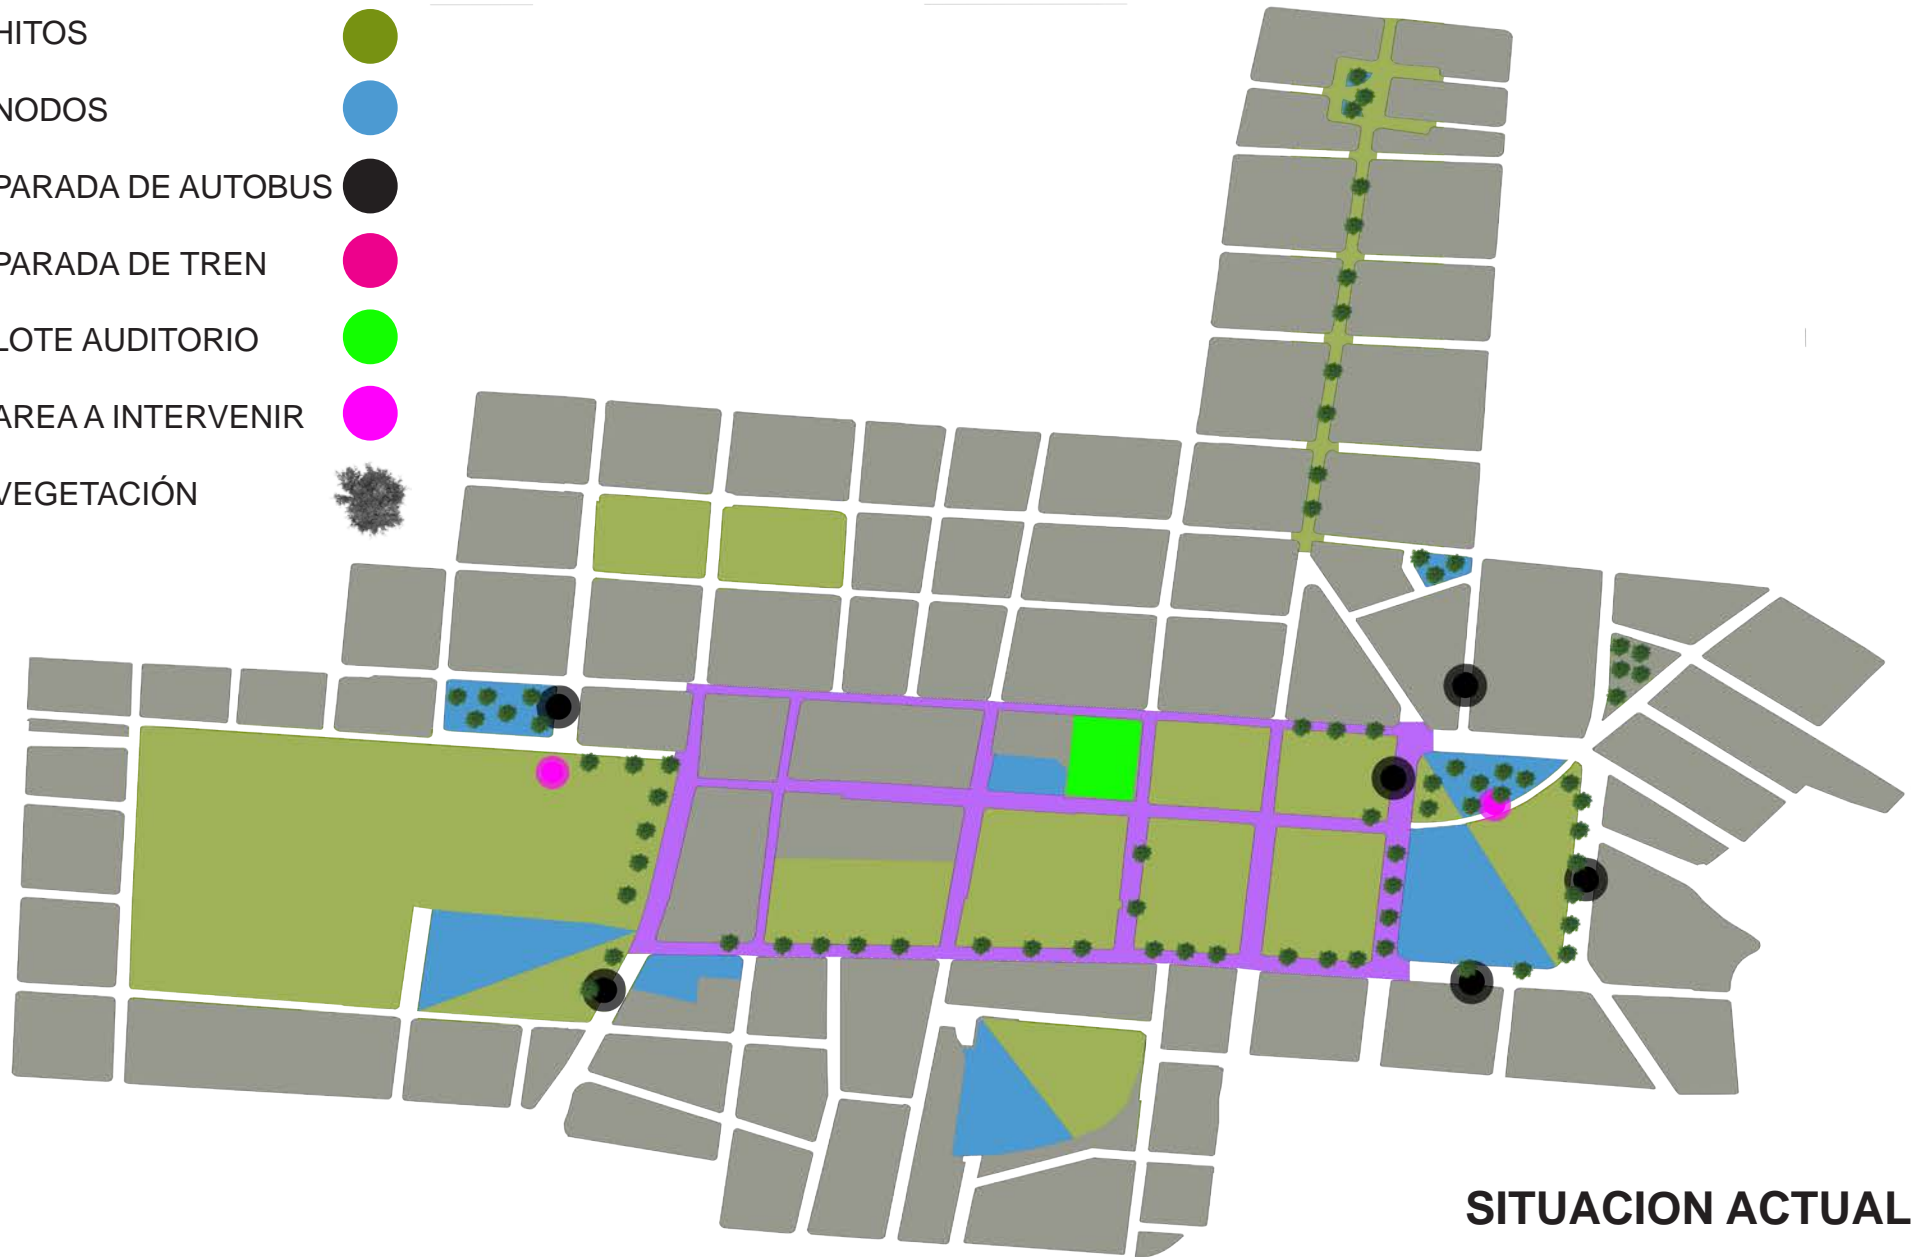 HITOS
NODOS
PARADA DE AUTOBUS
PARADA DE TREN
LOTE AUDITORIO
AREA A INTERVENIR
VEGETACIÓN
SITUACION ACTUAL